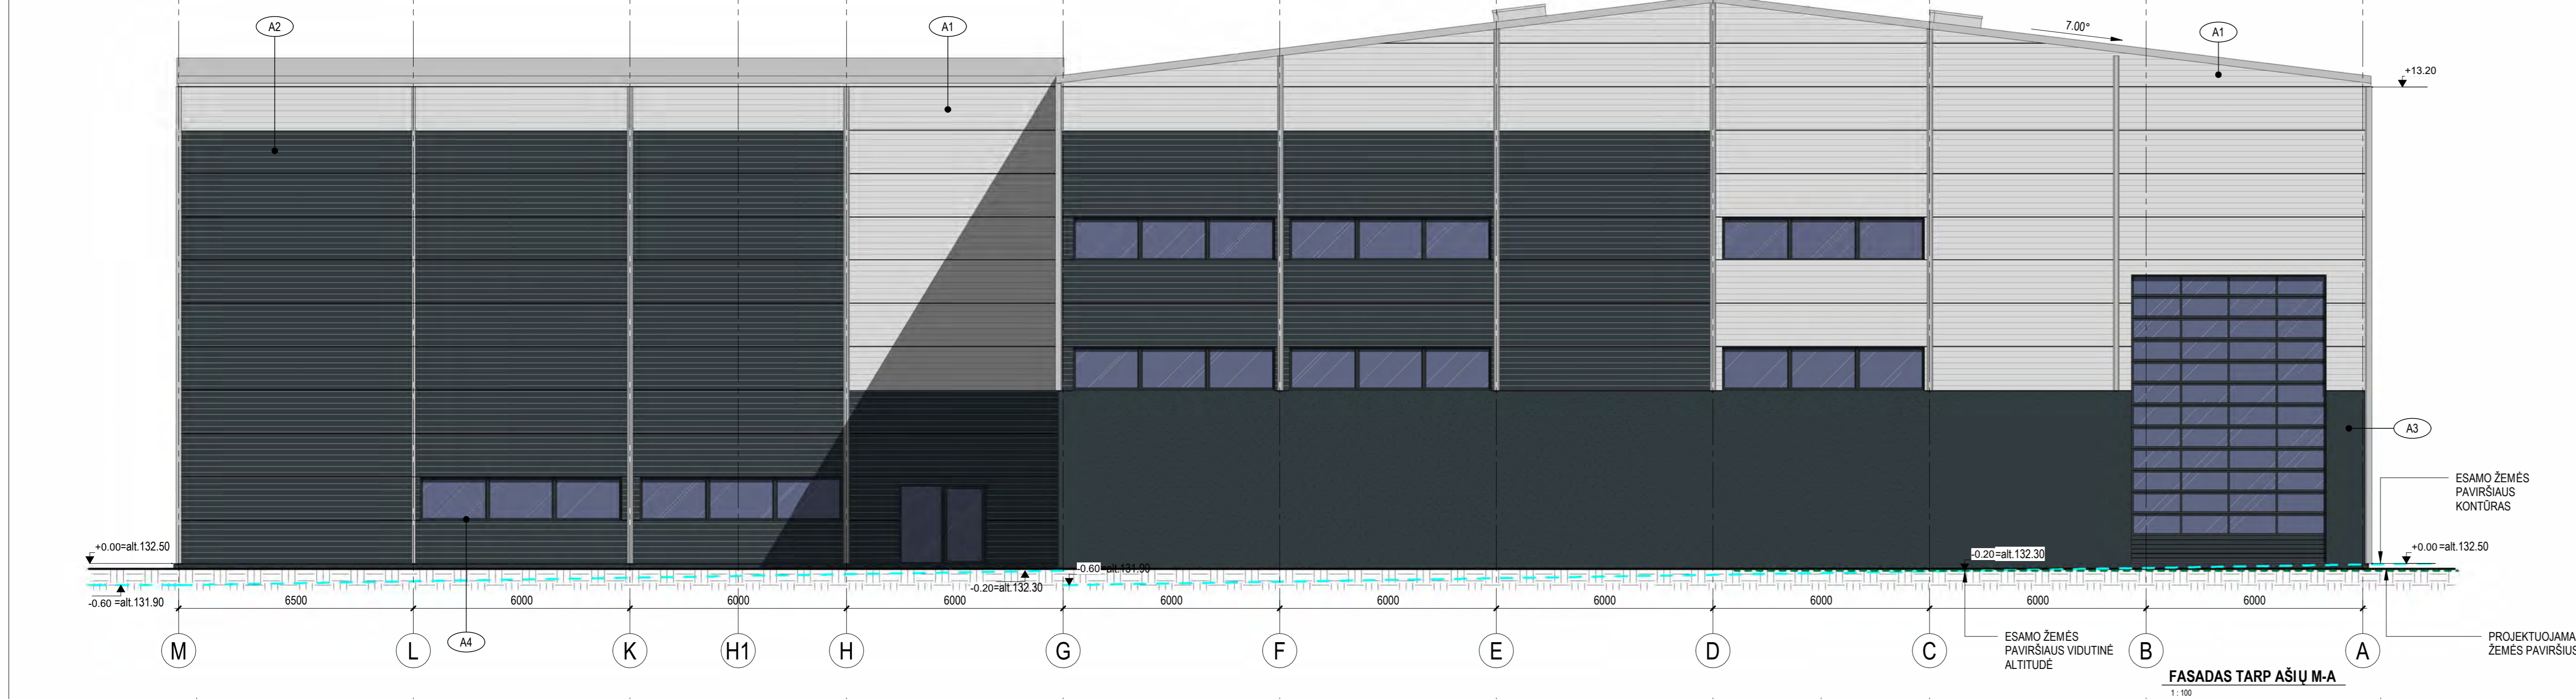 A2
A1
7.00°
A1
+13.20
A3
ESAMO ŽEMĖS
PAVIRŠIAUS
KONTŪRAS
+0.00=alt.132.50
-0.60 =alt.131.90
-0.20=alt.132.30
-0.60=alt.131.90
-0.20=alt.132.30
+0.00=alt.132.50
6500
6000
6000
6000
6000
6000
6000
6000
6000
6000
A4
M
L
K
H1
H
G
F
E
D
C
B
A
ESAMO ŽEMĖS
PAVIRŠIAUS VIDUTINĖ
ALTITUDĖ
PROJEKTUOJAMA
ŽEMĖS PAVIRŠIUS
FASADAS TARP AŠIŲ M-A
1 : 100